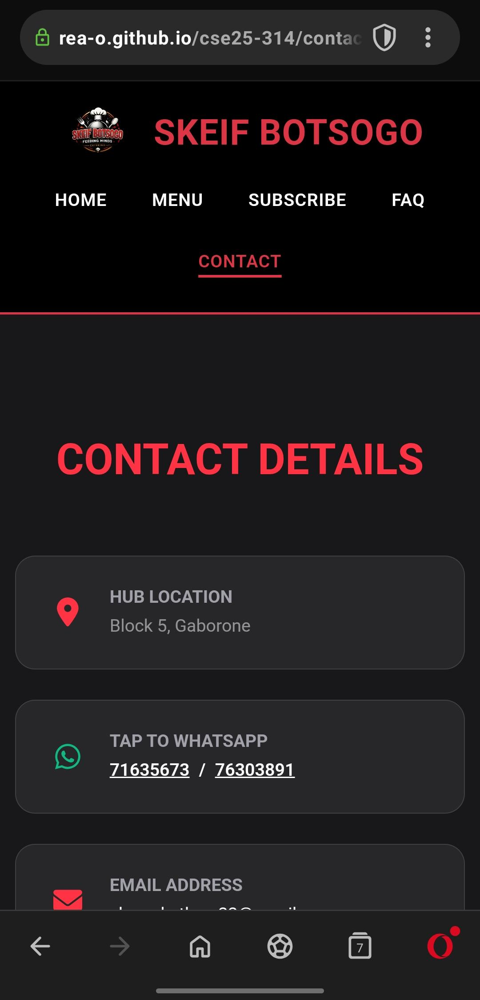 rea-o.github.io/cse25-314/contac
SKEIF BOTSOGO
FEEDING MINDS
CATERING
SKEIF BOTSOGO
HOME MENU SUBSCRIBE FAQ
CONTACT
CONTACT DETAILS
HUB LOCATION
Block 5, Gaborone
TAP TO WHATSAPP
71635673 / 76303891
EMAIL ADDRESS
7